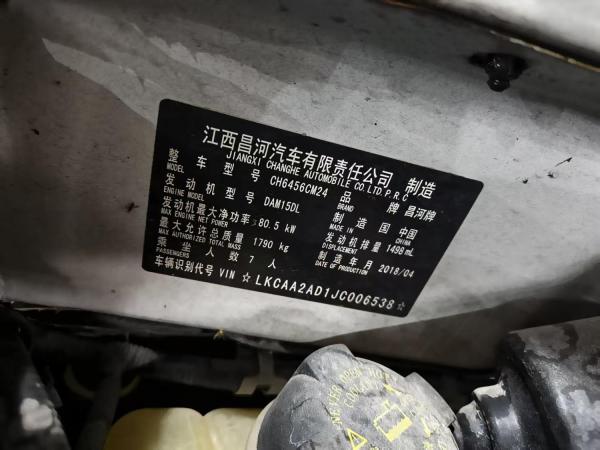 江西昌河汽车有限责任公司 制造
JIANGXI CHANGHE AUTOMOBILE CO.LTD P.R.C
整车型号 CH6456CM24 品牌 昌河牌
MODEL BRAND
发动机型号 DAM15DL 制造国 中国
ENGINE MODEL MADE IN CHINA
发动机最大净功率 80.5 kW 发动机排量 1498 mL
MAX ENGINE NET POWER ENGINE DISPLACEMENT
最大允许总质量 1790 kg 制造年月 2018/04
MAX AUTHORIZED TOTAL MASS DATE OF PRODUCTION
乘坐人数 7 人
PASSENGERS
车辆识别代号 VIN ☆ LKCAA2AD1JC006538 ☆
NEVER OPEN HOT